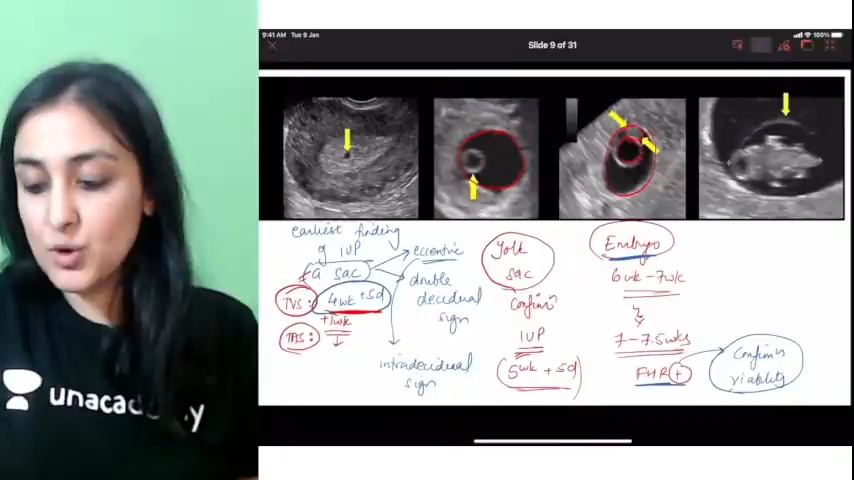 9:41 AM Tue 9 Jan
100%
Slide 9 of 31
earliest finding
g IUP
G sac
eccentric
double
decidual
sign
TVS:
4wk +5d
+1wk
TAS:
intradecidual
sign
Yolk
sac
Confirm
IUP
5wk + 5d
Embryo
6wk - 7wk
7-7.5wks
FHR +
Confirms
viability
unacademy